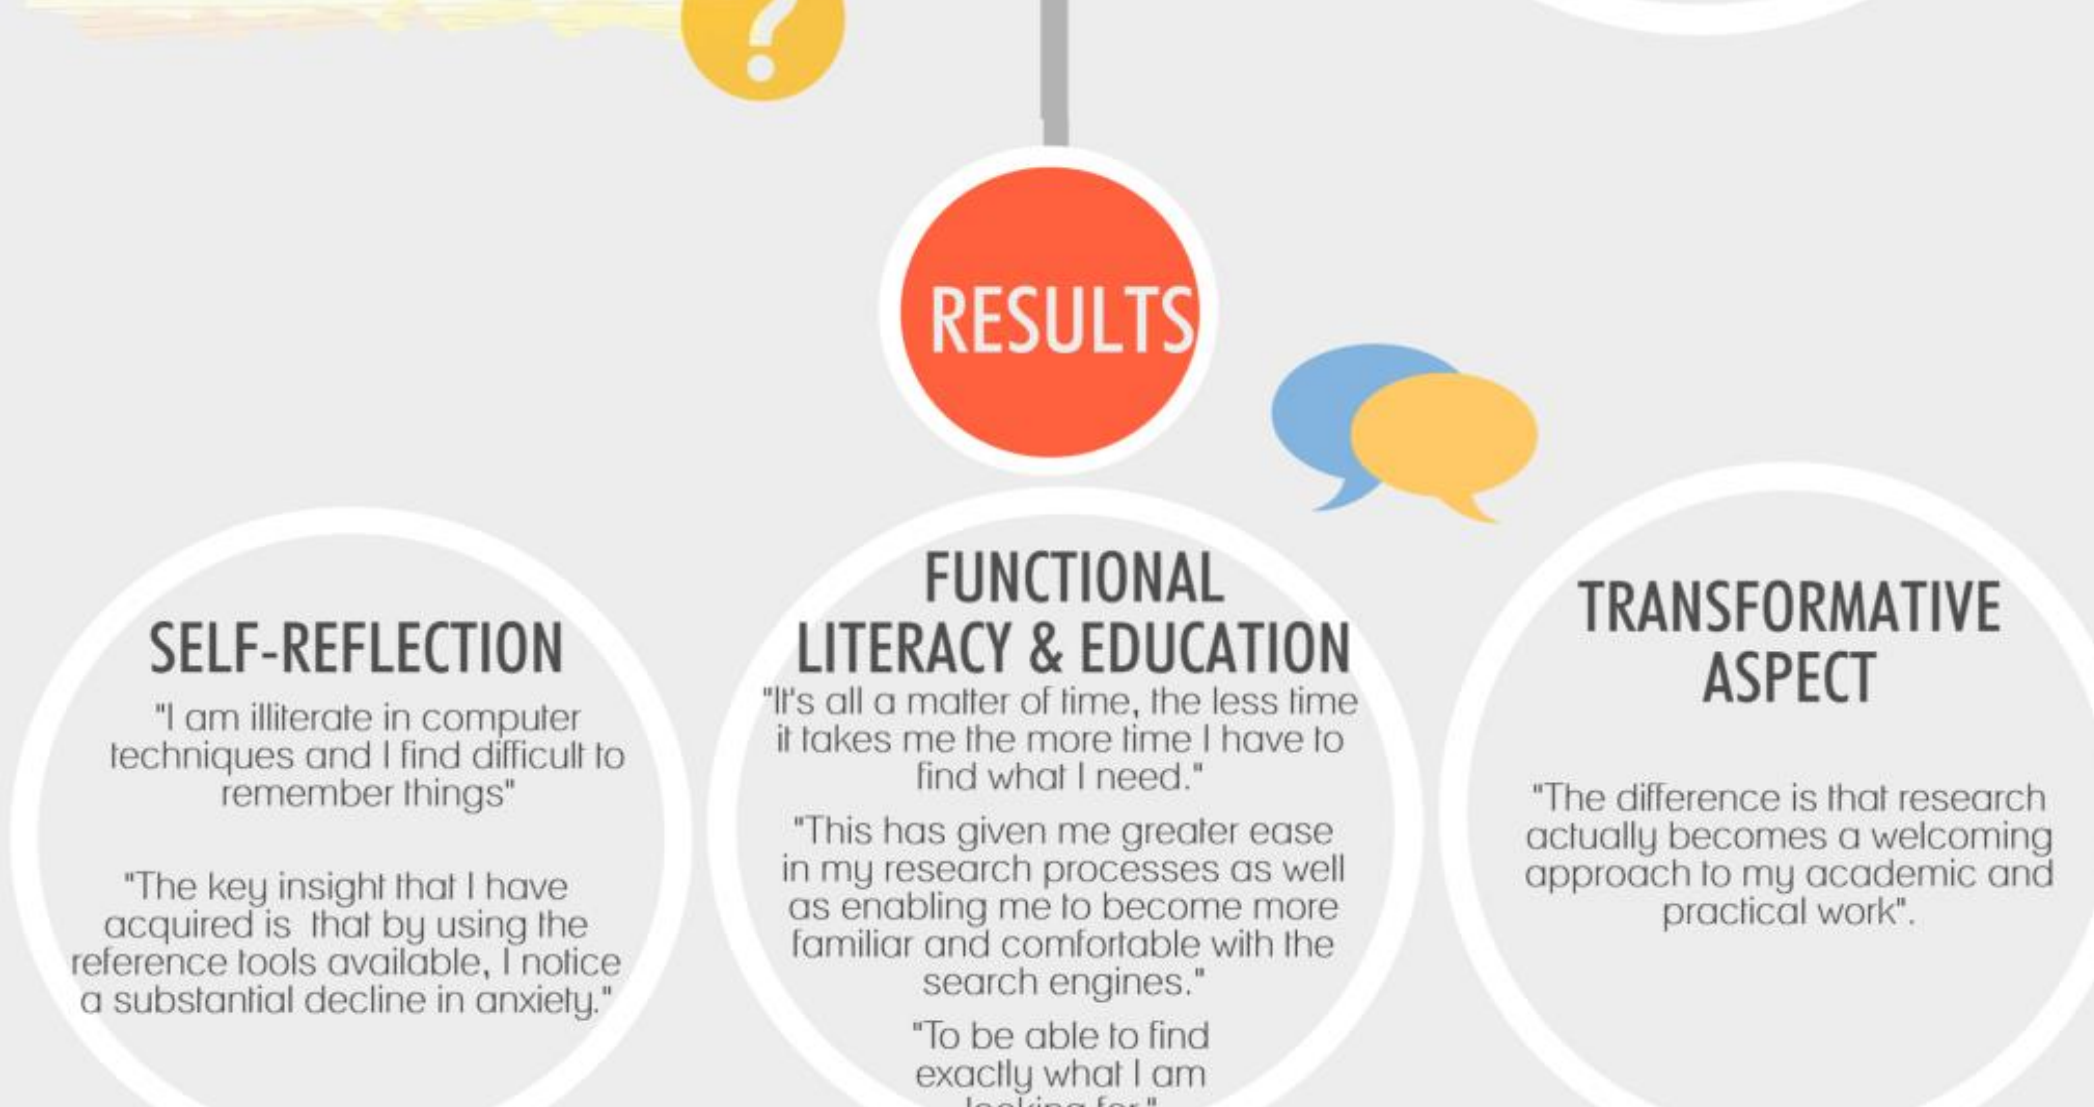 ?
RESULTS
SELF-REFLECTION
"I am illiterate in computer
techniques and I find difficult to
remember things"
"The key insight that I have
acquired is that by using the
reference tools available, I notice
a substantial decline in anxiety."
FUNCTIONAL
LITERACY & EDUCATION
"It's all a matter of time, the less time
it takes me the more time I have to
find what I need."
"This has given me greater ease
in my research processes as well
as enabling me to become more
familiar and comfortable with the
search engines."
"To be able to find
exactly what I am
looking for."
TRANSFORMATIVE
ASPECT
"The difference is that research
actually becomes a welcoming
approach to my academic and
practical work".